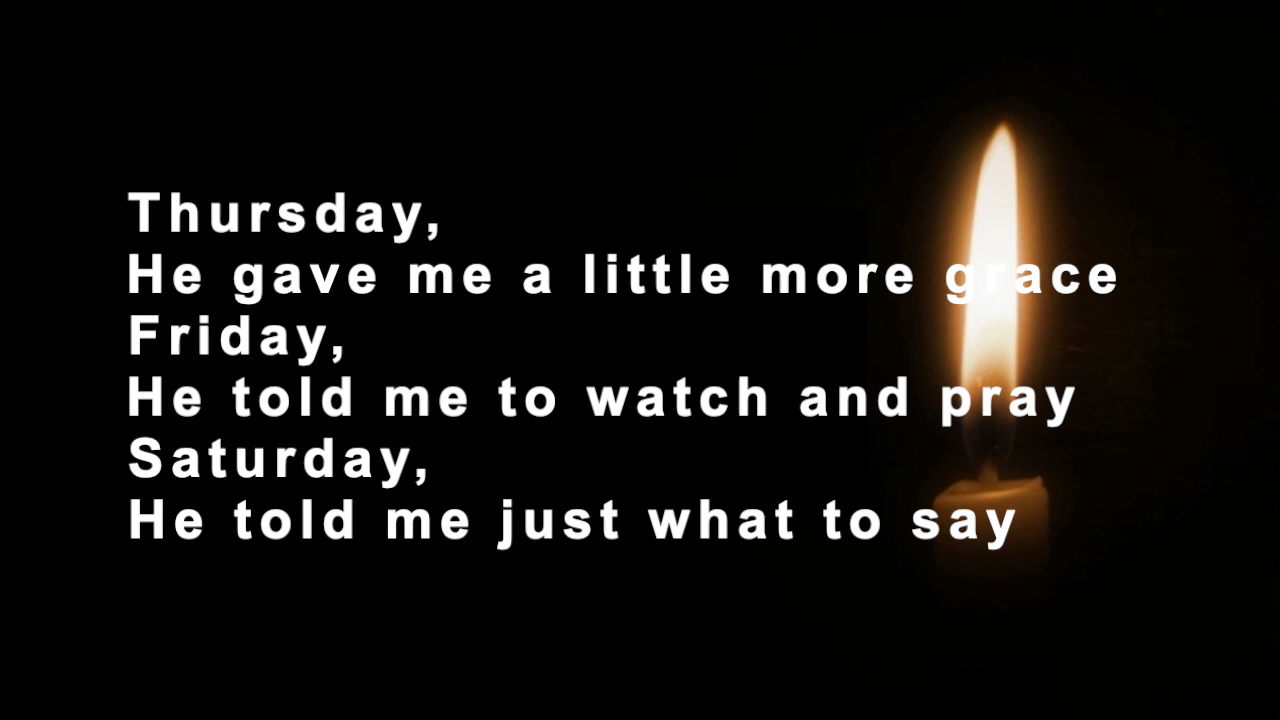 Thursday,
He gave me a little more grace
Friday,
He told me to watch and pray
Saturday,
He told me just what to say